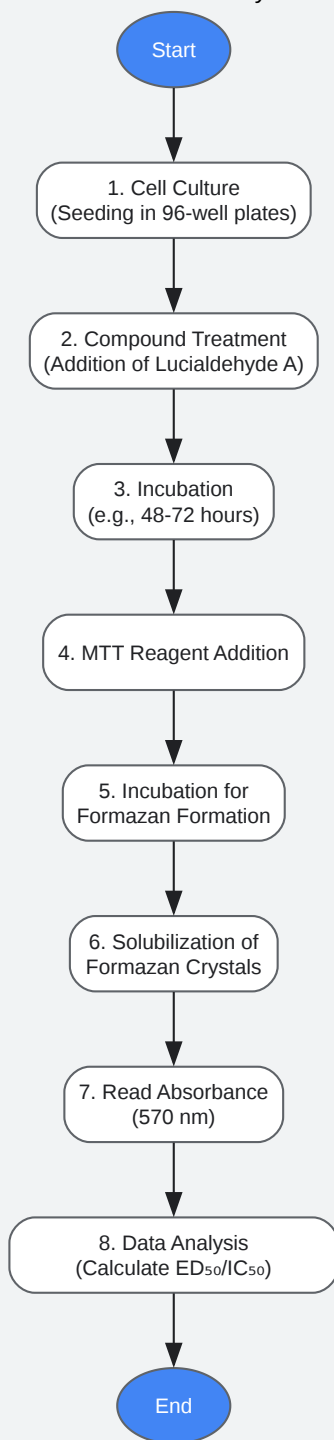 Start
1. Cell Culture
(Seeding in 96-well plates)
2. Compound Treatment
(Addition of Lucialdehyde A)
3. Incubation
(e.g., 48-72 hours)
4. MTT Reagent Addition
5. Incubation for
Formazan Formation
6. Solubilization of
Formazan Crystals
7. Read Absorbance
(570 nm)
8. Data Analysis
(Calculate ED₅₀/IC₅₀)
End